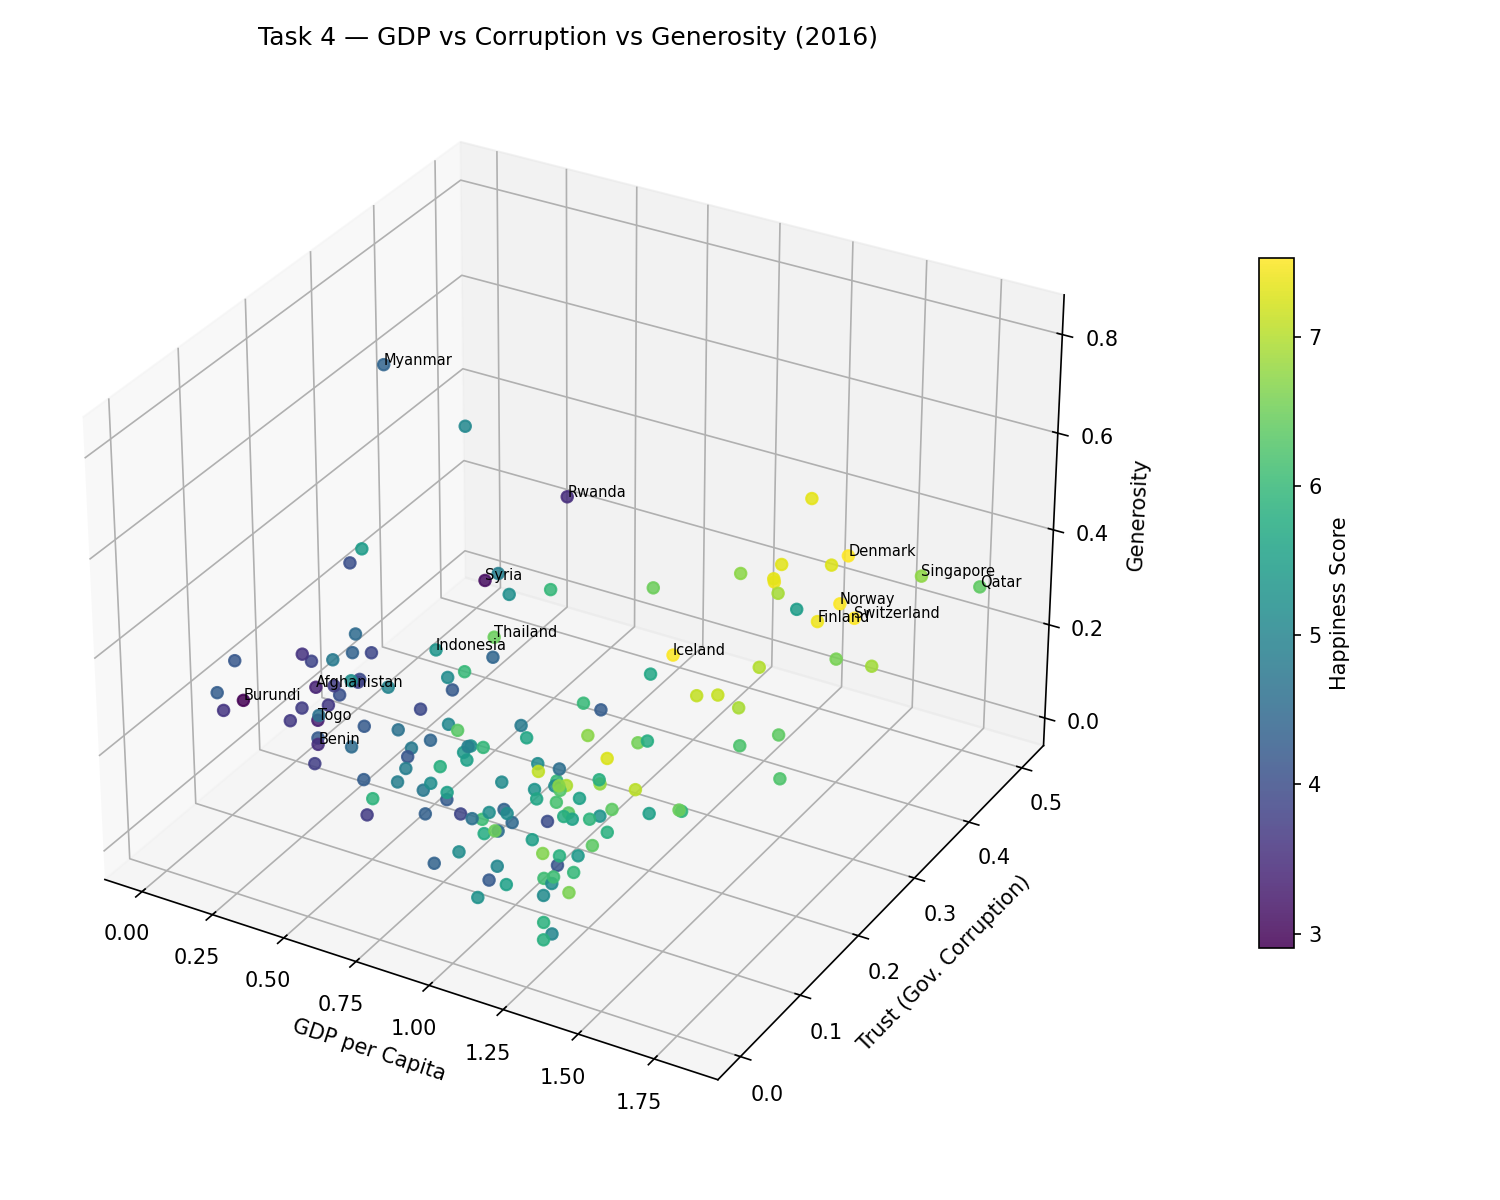 Task 4 — GDP vs Corruption vs Generosity (2016)
Myanmar
Rwanda
Denmark
Syria
Singapore
Qatar
Norway
Switzerland
Finland
Thailand
Indonesia
Iceland
Afghanistan
Burundi
Togo
Benin
0.00
0.25
0.50
0.75
1.00
1.25
1.50
1.75
GDP per Capita
0.0
0.1
0.2
0.3
0.4
0.5
Trust (Gov. Corruption)
0.8
0.6
0.4
0.2
0.0
Generosity
7
6
5
4
3
Happiness Score